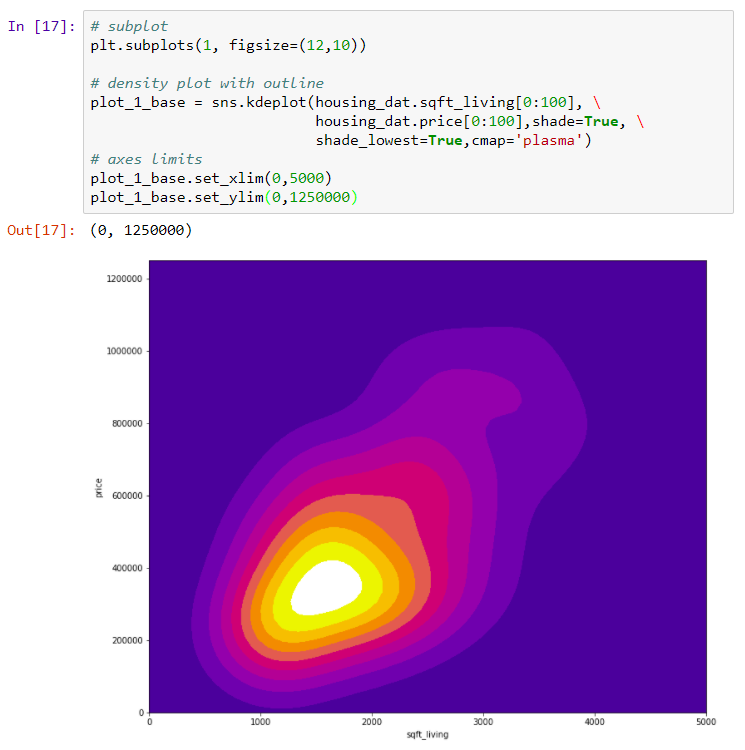 In [17]: # subplot
plt.subplots(1, figsize=(12,10))
# density plot with outline
plot_1_base = sns.kdeplot(housing_dat.sqft_living[0:100], \
housing_dat.price[0:100],shade=True, \
shade_lowest=True,cmap='plasma')
# axes limits
plot_1_base.set_xlim(0,5000)
plot_1_base.set_ylim(0,1250000)
Out[17]: (0, 1250000)
1200000
1000000
800000
600000
400000
200000
0
price
0 1000 2000 3000 4000 5000
sqft_living